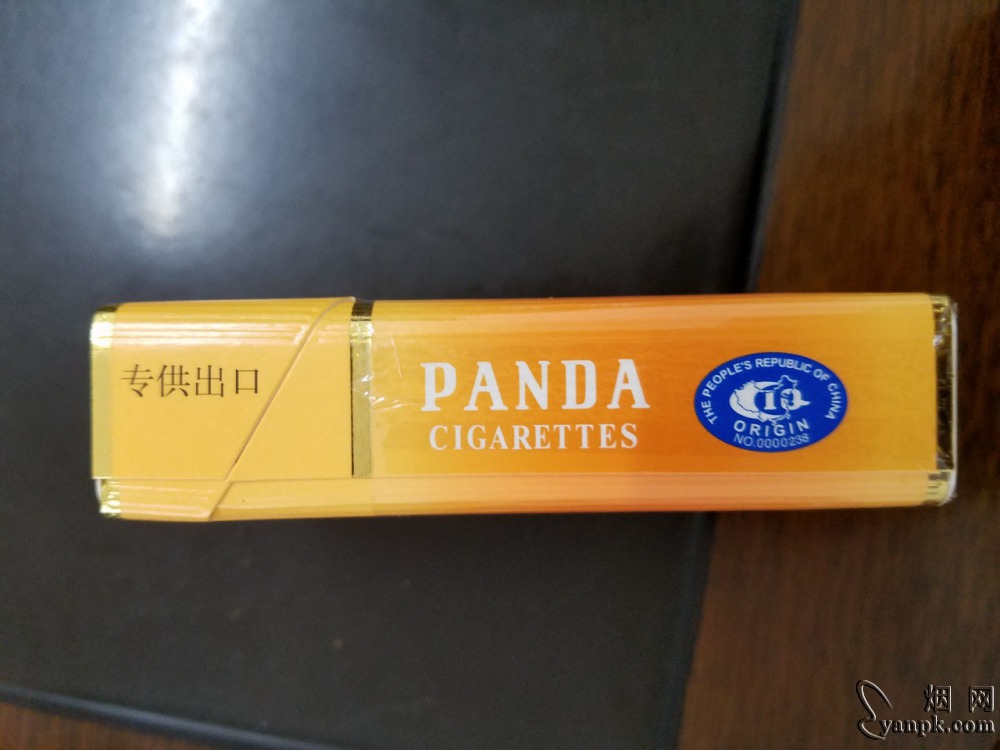 专供出口
PANDA
CIGARETTES
THE PEOPLE'S REPUBLIC OF CHINA
ORIGIN
NO.0000238
烟网
yanpk.com